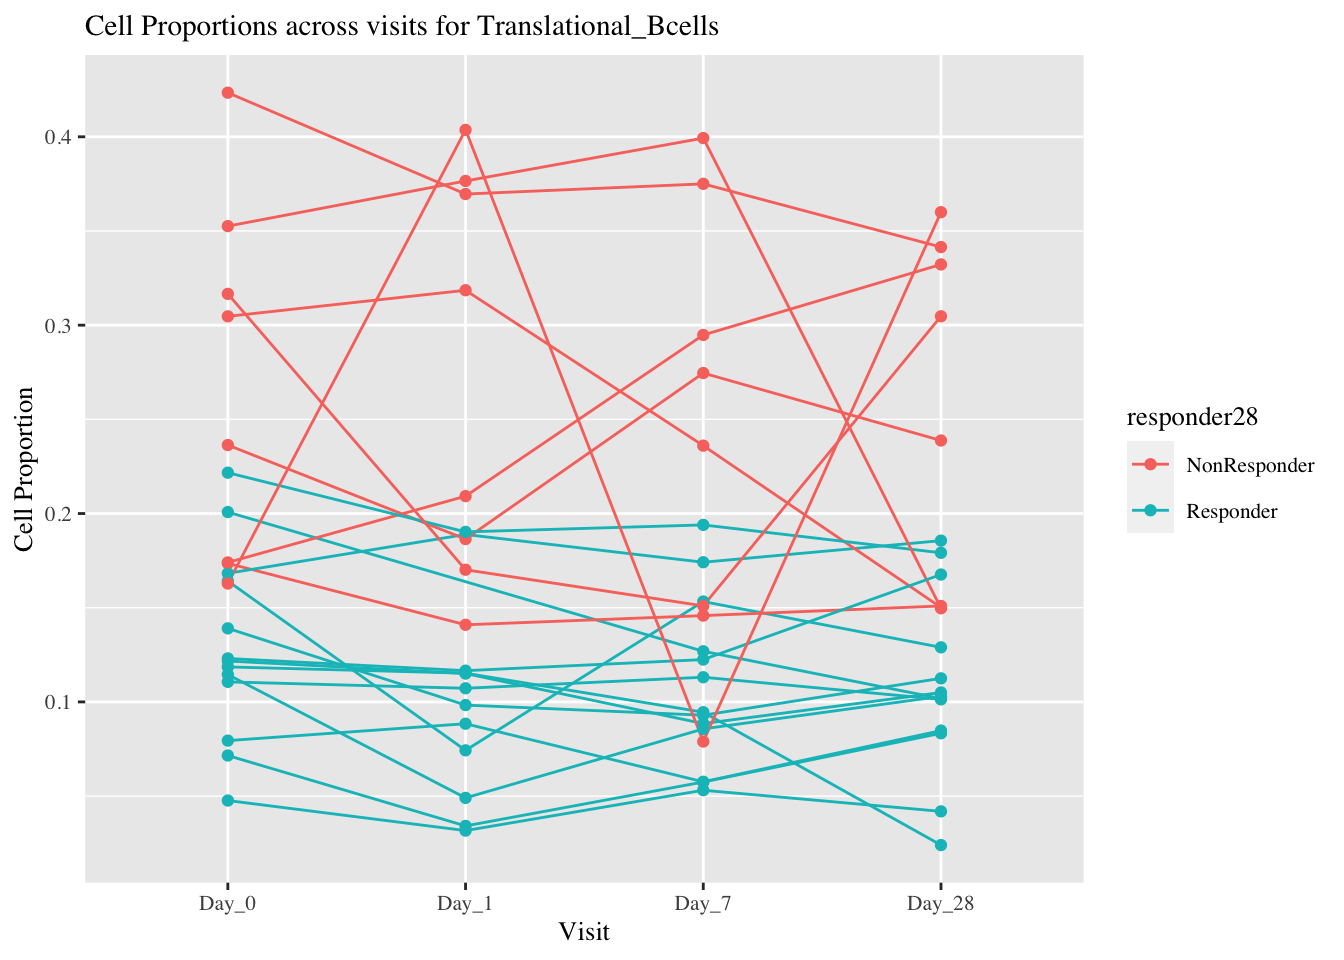 Cell Proportions across visits for Translational_Bcells
0.4
0.3
0.2
0.1
Cell Proportion
Day_0
Day_1
Day_7
Day_28
Visit
responder28
NonResponder
Responder